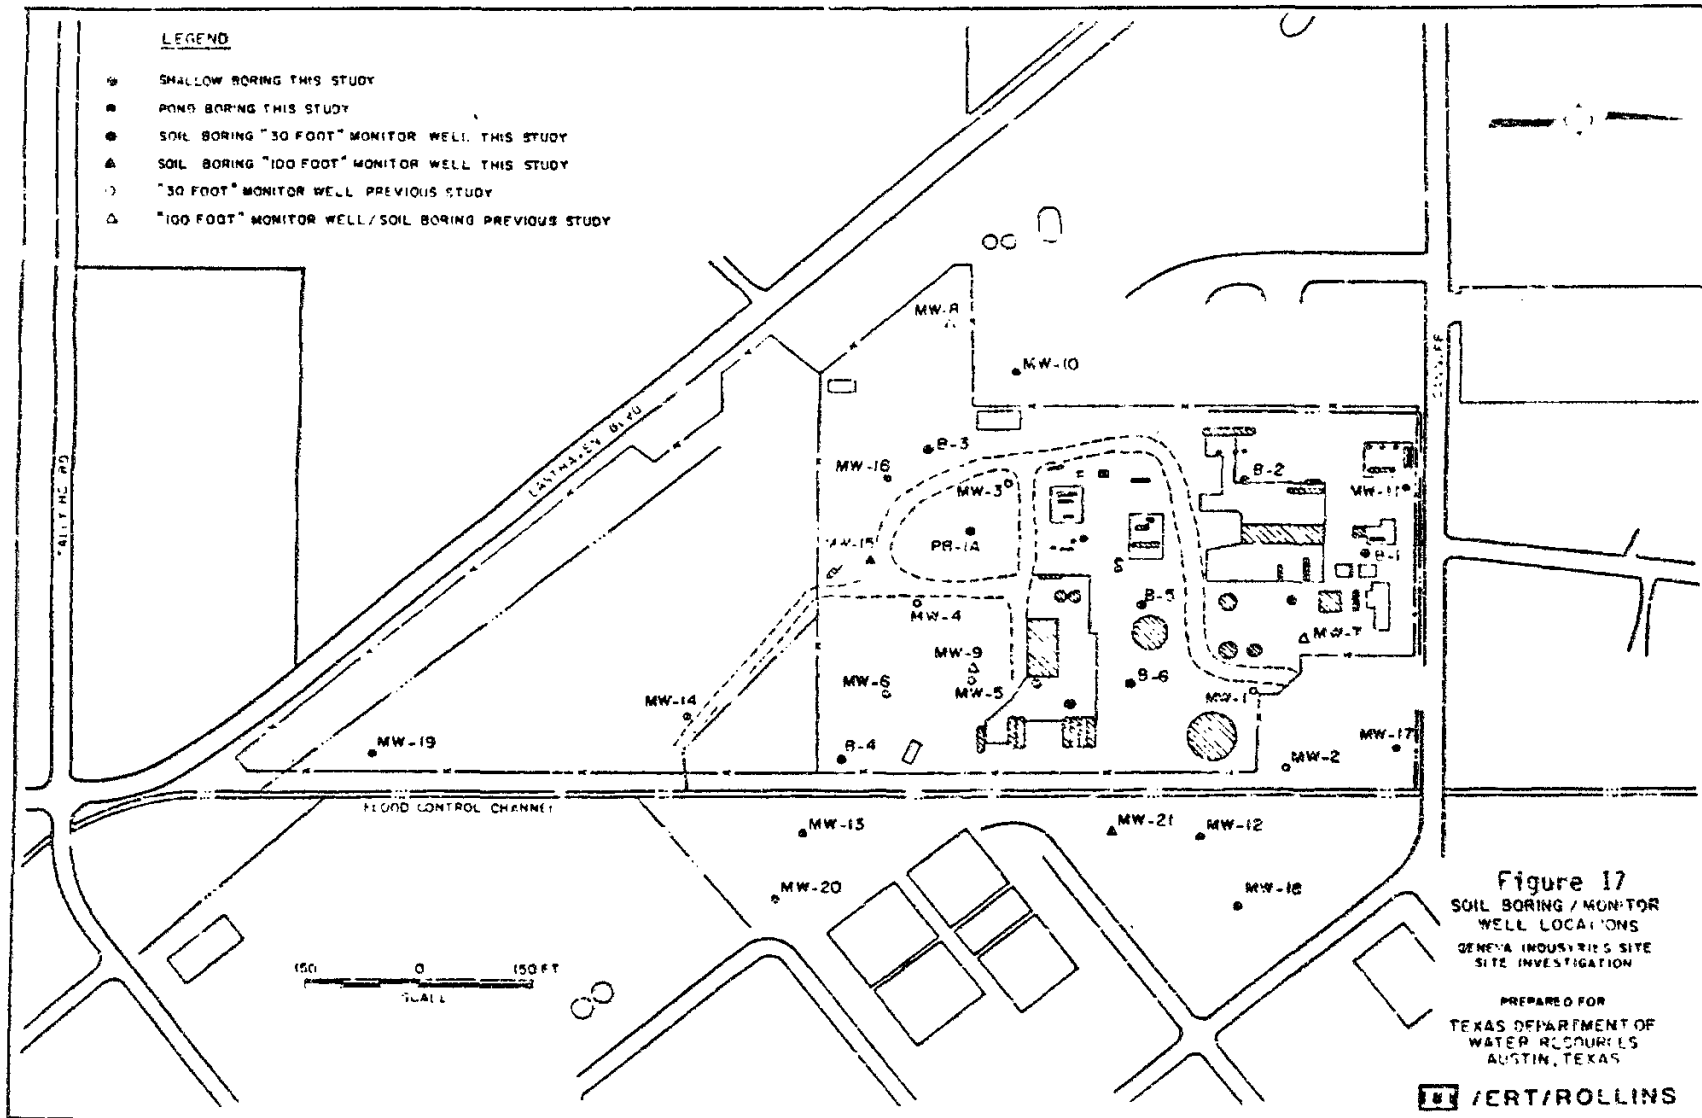 LEGEND
SHALLOW BORING THIS STUDY
POND BORING THIS STUDY
SOIL BORING "30 FOOT" MONITOR WELL THIS STUDY
SOIL BORING "100 FOOT" MONITOR WELL THIS STUDY
"30 FOOT" MONITOR WELL PREVIOUS STUDY
"100 FOOT" MONITOR WELL/SOIL BORING PREVIOUS STUDY
MW-8
MW-10
EASTHAVEN BLVD
B-3
MW-16
MW-3
B-2
MW-11
PB-1A
MW-15
B-1
MW-4
B-5
MW-7
MW-9
MW-6
MW-5
B-6
MW-1
MW-14
MW-19
B-4
MW-17
MW-2
FLOOD CONTROL CHANNEL
MW-13
MW-21
MW-12
MW-20
MW-18
150 0 150 FT
SCALE
Figure 17
SOIL BORING / MONITOR
WELL LOCATIONS
GENEVA INDUSTRIES SITE
SITE INVESTIGATION
PREPARED FOR
TEXAS DEPARTMENT OF
WATER RESOURCES
AUSTIN, TEXAS
/ERT/ROLLINS